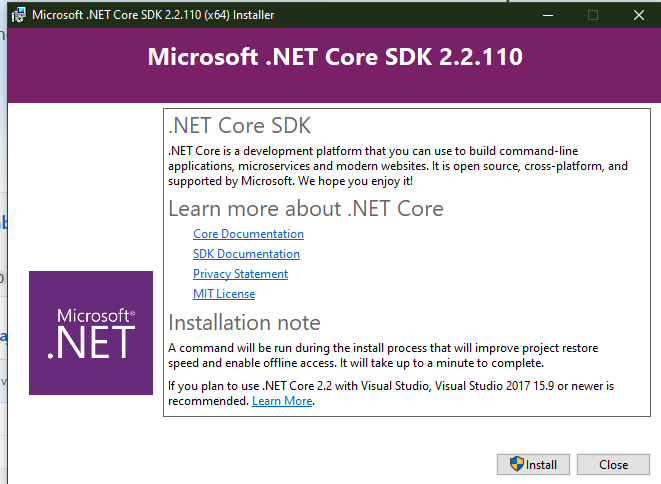 Microsoft .NET Core SDK 2.2.110 (x64) Installer
Microsoft .NET Core SDK 2.2.110
.NET Core SDK
.NET Core is a development platform that you can use to build command-line
applications, microservices and modern websites. It is open source, cross-platform, and
supported by Microsoft. We hope you enjoy it!
Learn more about .NET Core
Core Documentation
SDK Documentation
Privacy Statement
MIT License
Microsoft®
.NET
Installation note
A command will be run during the install process that will improve project restore
speed and enable offline access. It will take up to a minute to complete.
If you plan to use .NET Core 2.2 with Visual Studio, Visual Studio 2017 15.9 or newer is
recommended. Learn More.
Install
Close